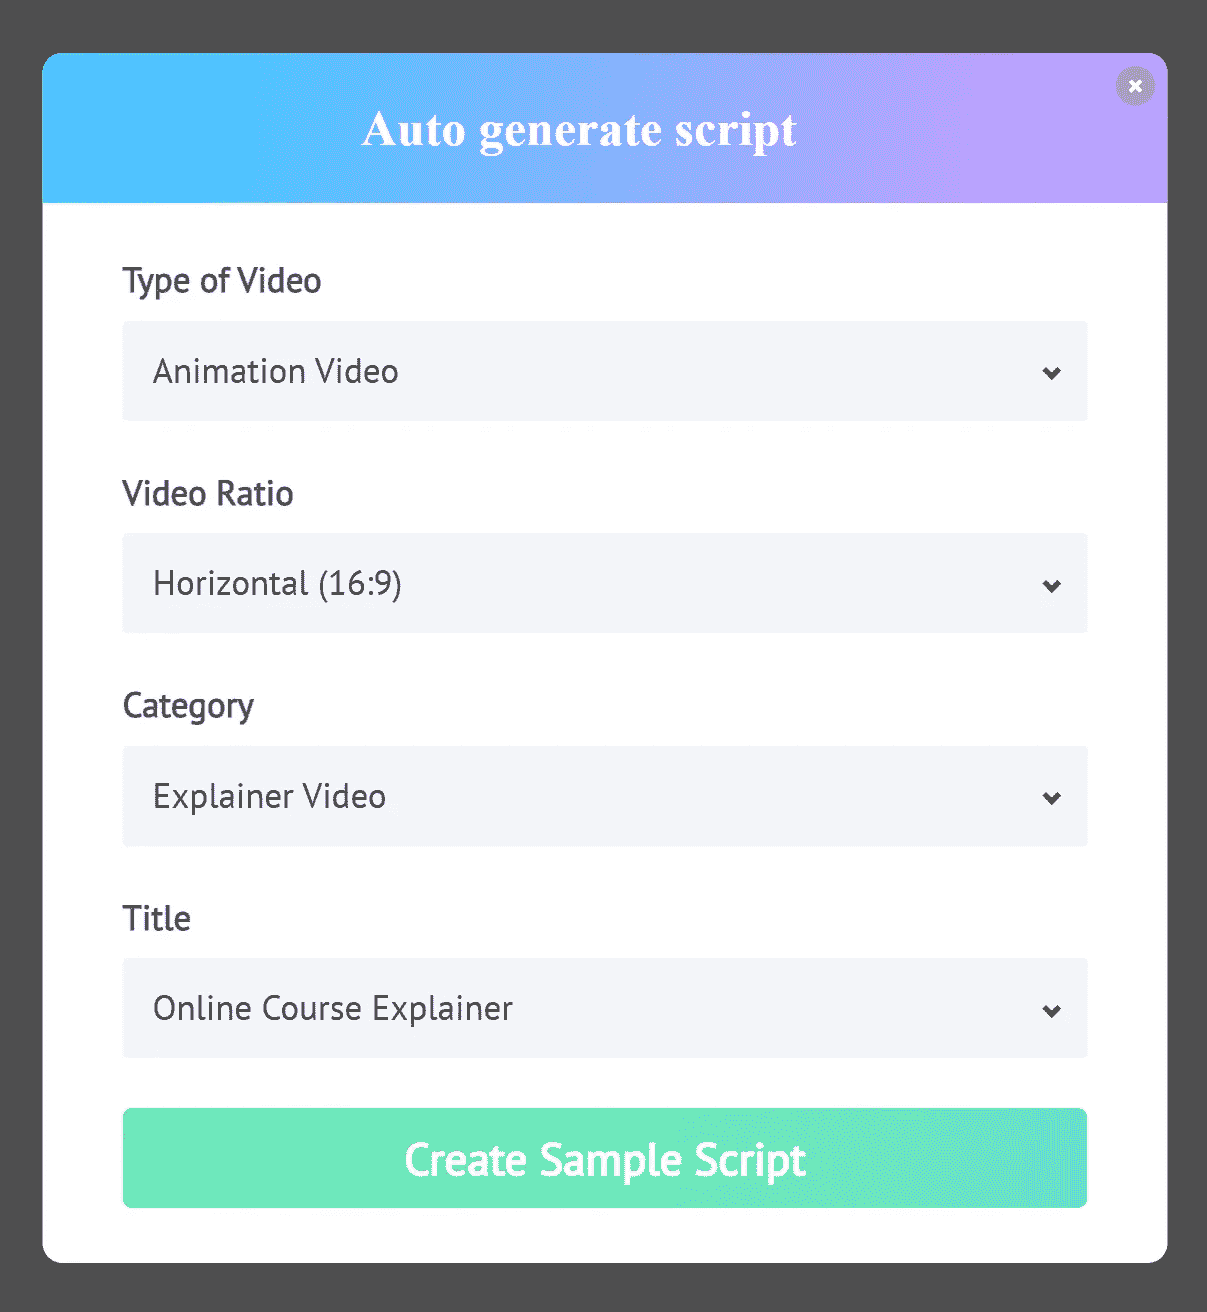 Auto generate script
Type of Video
Animation Video
Video Ratio
Horizontal (16:9)
Category
Explainer Video
Title
Online Course Explainer
Create Sample Script